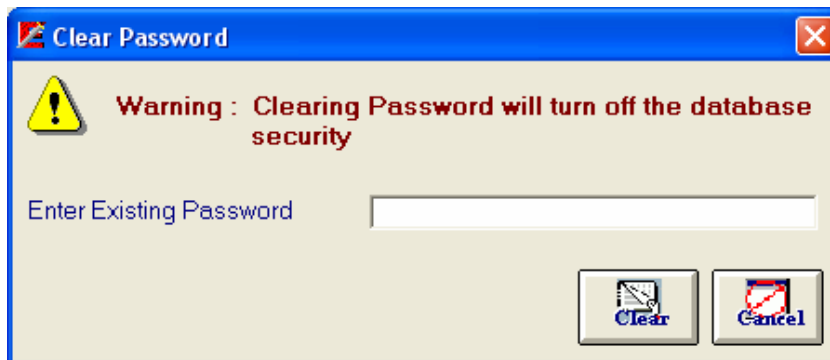 Clear Password
Warning : Clearing Password will turn off the database
security
Enter Existing Password
Clear Cancel